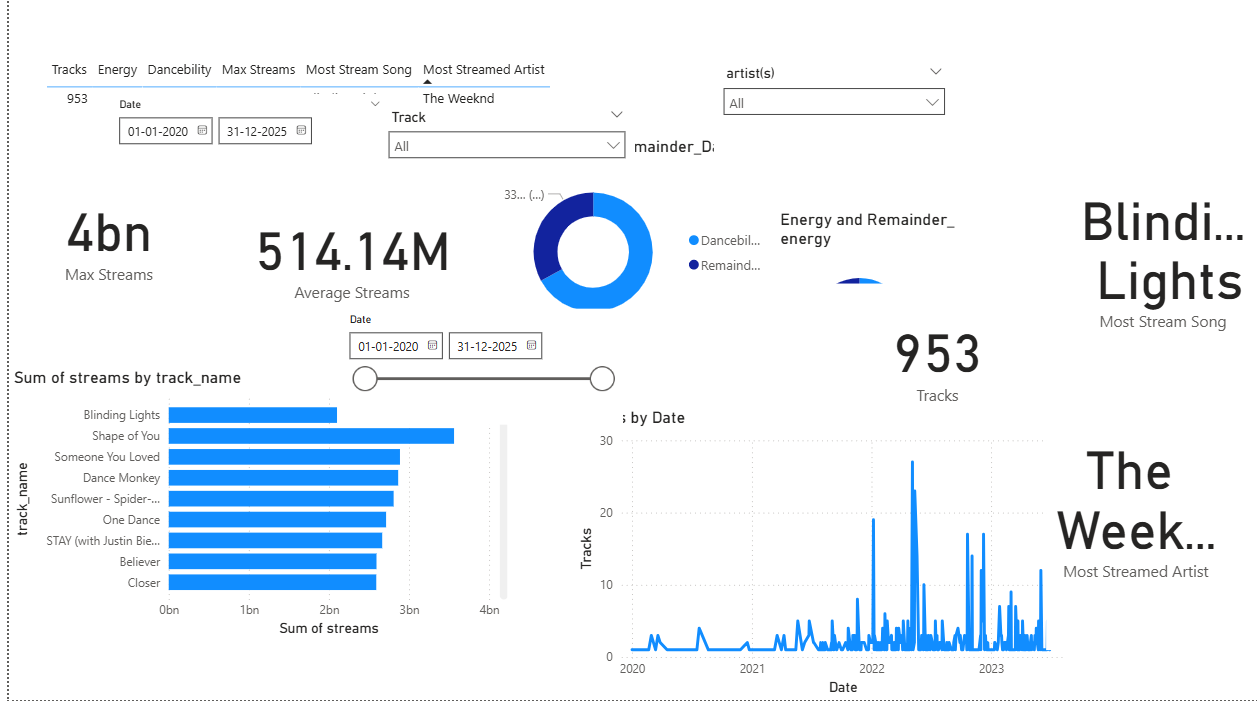 Tracks Energy Dancebility Max Streams Most Stream Song Most Streamed Artist
953 The Weeknd
Date
01-01-2020 31-12-2025
Track
All
artist(s)
All
mainder_Da
4bn
Max Streams
514.14M
Average Streams
33... (...)
Dancebil...
Remaind...
Energy and Remainder_
energy
Blindi...
Lights
Most Stream Song
Date
01-01-2020 31-12-2025
953
Tracks
Sum of streams by track_name
track_name
Blinding Lights
Shape of You
Someone You Loved
Dance Monkey
Sunflower - Spider-...
One Dance
STAY (with Justin Bie...
Believer
Closer
0bn 1bn 2bn 3bn 4bn
Sum of streams
s by Date
Tracks
30
20
10
0
2020 2021 2022 2023
Date
The
Week...
Most Streamed Artist